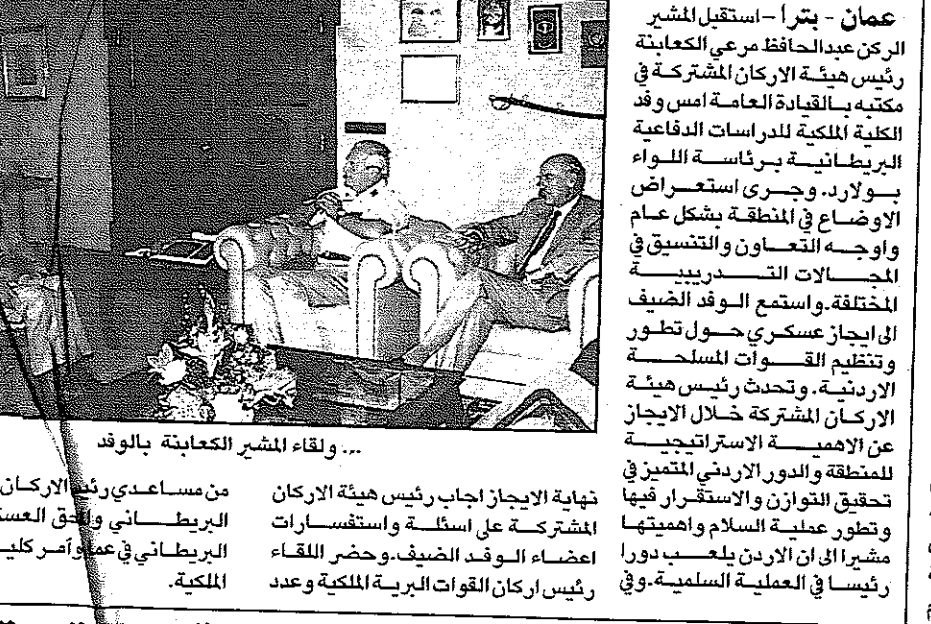 عمان - بترا - استقبل المشير
الركن عبدالحافظ مرعي الكعابنة
رئيس هيئة الاركان المشتركة في
مكتبه بالقيادة العامة امس وفد
الكلية الملكية للدراسات الدفاعية
البريطانية برئاسة اللواء
بولارد. وجرى استعراض
الاوضاع في المنطقة بشكل عام
واوجه التعاون والتنسيق في
المجالات التدريبية
المختلفة. واستمع الوفد الضيف
الى ايجاز عسكري حول تطور
وتنظيم القوات المسلحة
الاردنية. وتحدث رئيس هيئة
الاركان المشتركة خلال الايجاز
عن الاهمية الاستراتيجية
للمنطقة والدور الاردني المتميز في
تحقيق التوازن والاستقرار فيها
وتطور عملية السلام واهميتها
مشيرا الى ان الاردن يلعب دورا
رئيسا في العملية السلمية. وفي
... ولقاء المشير الكعابنة بالوفد
نهاية الايجاز اجاب رئيس هيئة الاركان
المشتركة على اسئلة واستفسارات
اعضاء الوفد الضيف. وحضر اللقاء
رئيس اركان القوات البرية الملكية وعدد
من مساعدي الاركان
البريطاني
البريطاني في وآمر
الملكية.